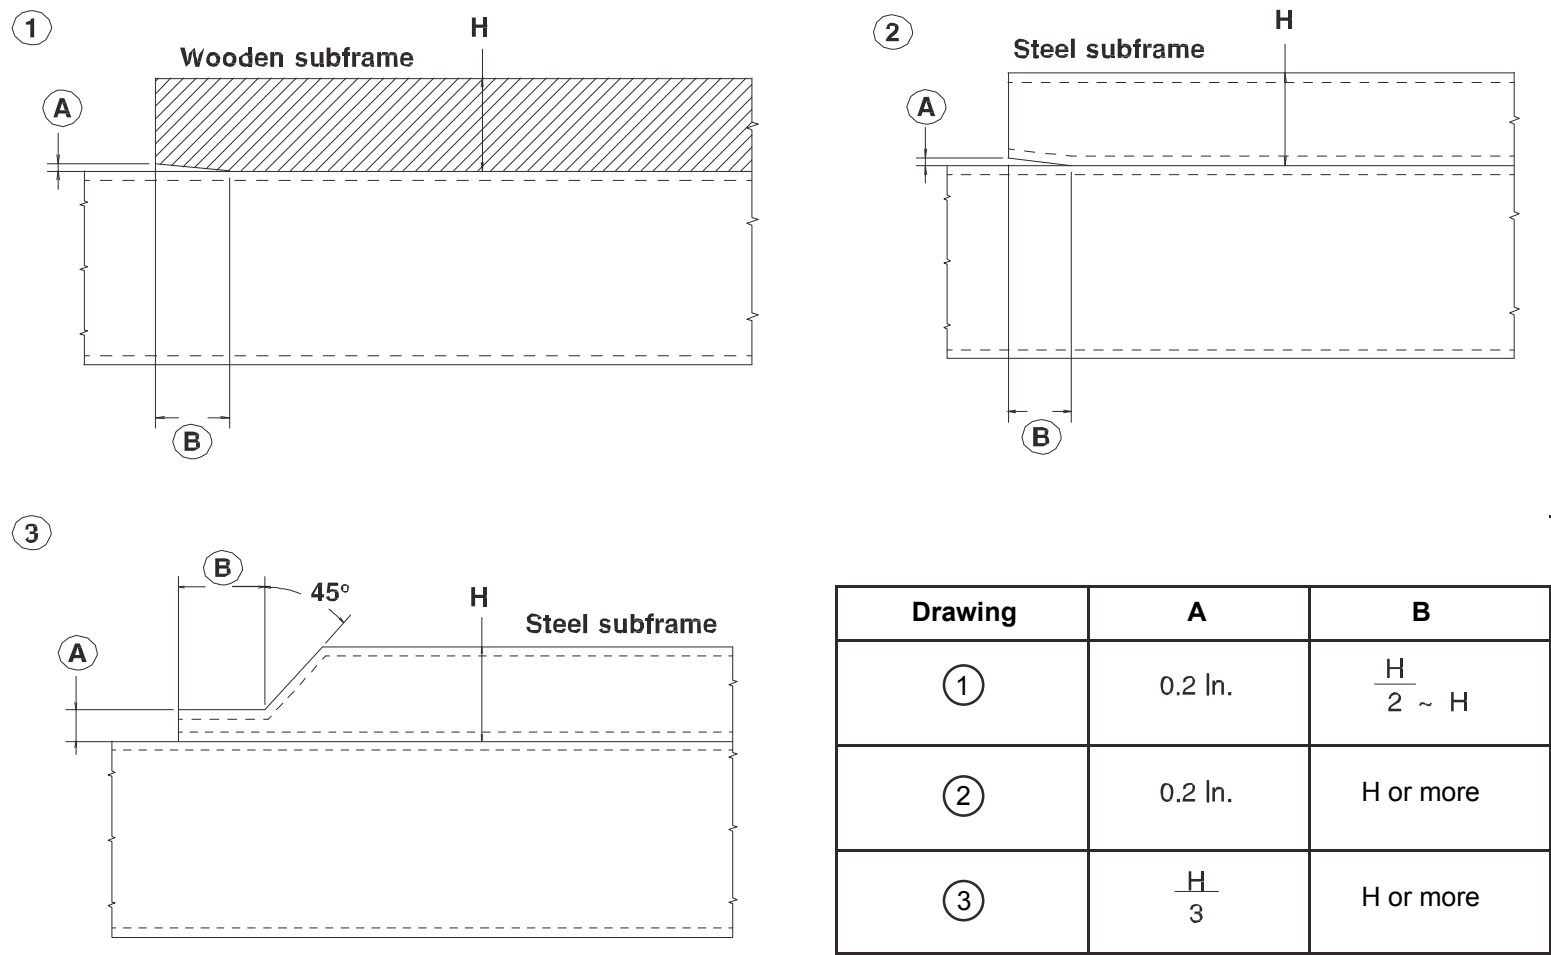 1
H
Wooden subframe
A
B
2
H
Steel subframe
A
B
3
B
45°
H
Steel subframe
A
Drawing A B
1 0.2 In. H
2 ~ H
2 0.2 In. H or more
3 H
3 H or more